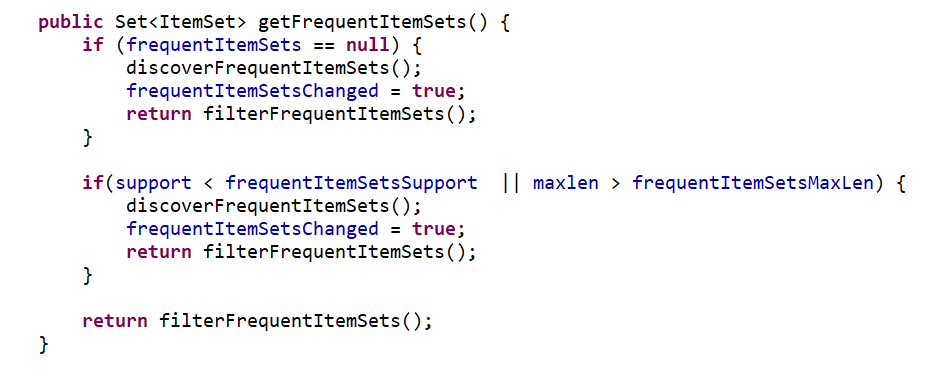 public Set<ItemSet> getFrequentItemSets() {
    if (frequentItemSets == null) {
        discoverFrequentItemSets();
        frequentItemSetsChanged = true;
        return filterFrequentItemSets();
    }

    if(support < frequentItemSetsSupport  || maxlen > frequentItemSetsMaxLen) {
        discoverFrequentItemSets();
        frequentItemSetsChanged = true;
        return filterFrequentItemSets();
    }

    return filterFrequentItemSets();
}